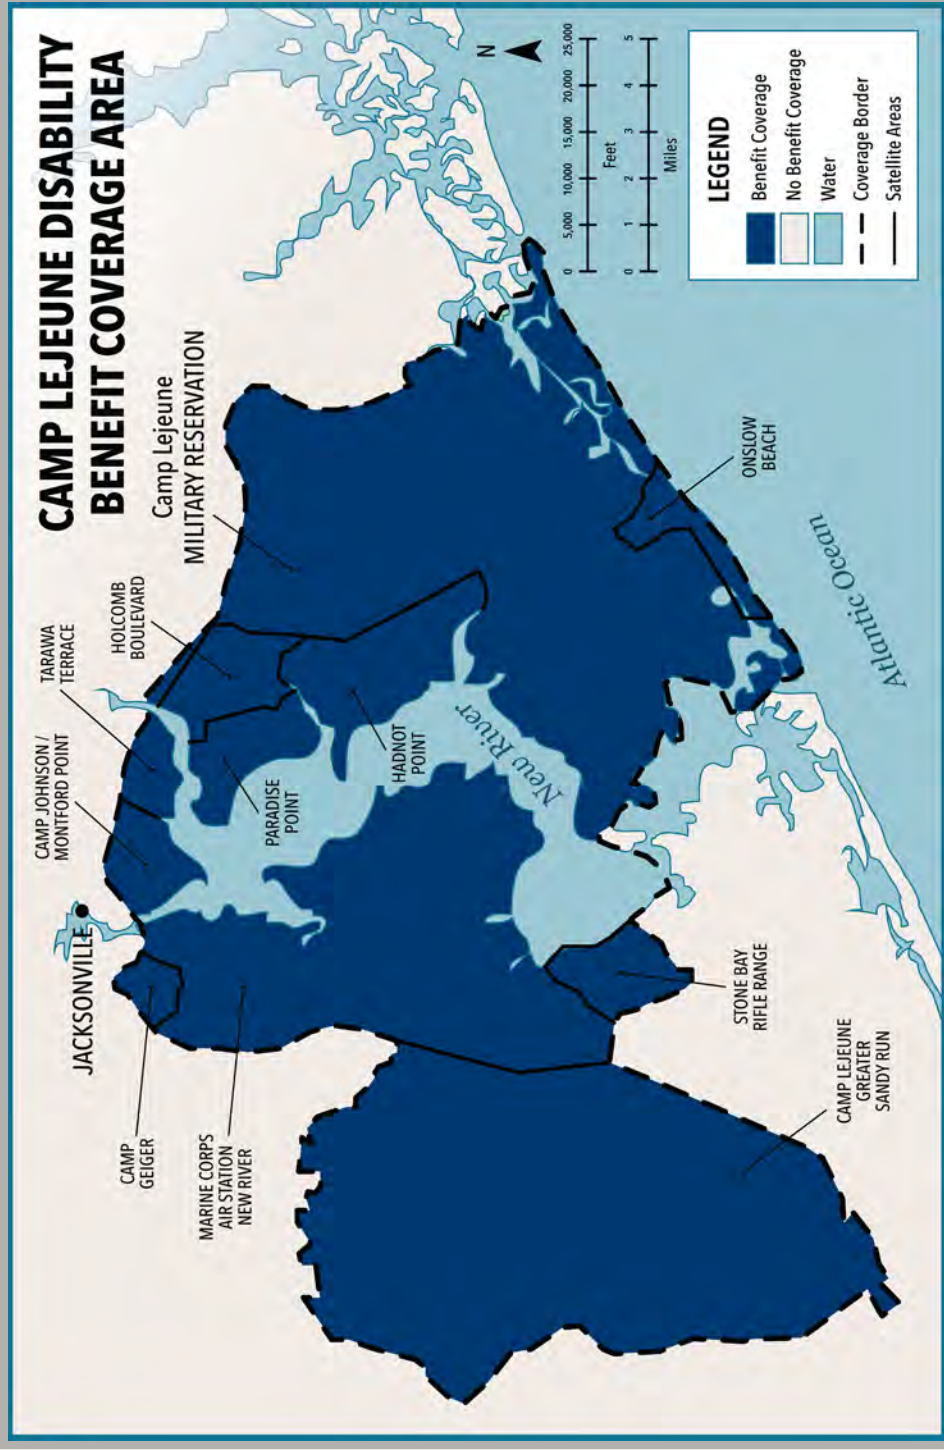 CAMP LEJEUNE DISABILITY
BENEFIT COVERAGE AREA
Camp Lejeune
MILITARY RESERVATION
HOLCOMB
BOULEVARD
TARAWA
TERRACE
CAMP JOHNSON /
MONTFORD POINT
JACKSONVILLE
CAMP
GEIGER
MARINE CORPS
AIR STATION
NEW RIVER
PARADISE
POINT
HADNOT
POINT
New River
STONE BAY
RIFLE RANGE
CAMP LEJEUNE
GREATER
SANDY RUN
ONSLOW
BEACH
Atlantic Ocean
N
0 5,000 10,000 15,000 20,000 25,000
Feet
0 1 2 3 4 5
Miles
LEGEND
Benefit Coverage
No Benefit Coverage
Water
Coverage Border
Satellite Areas